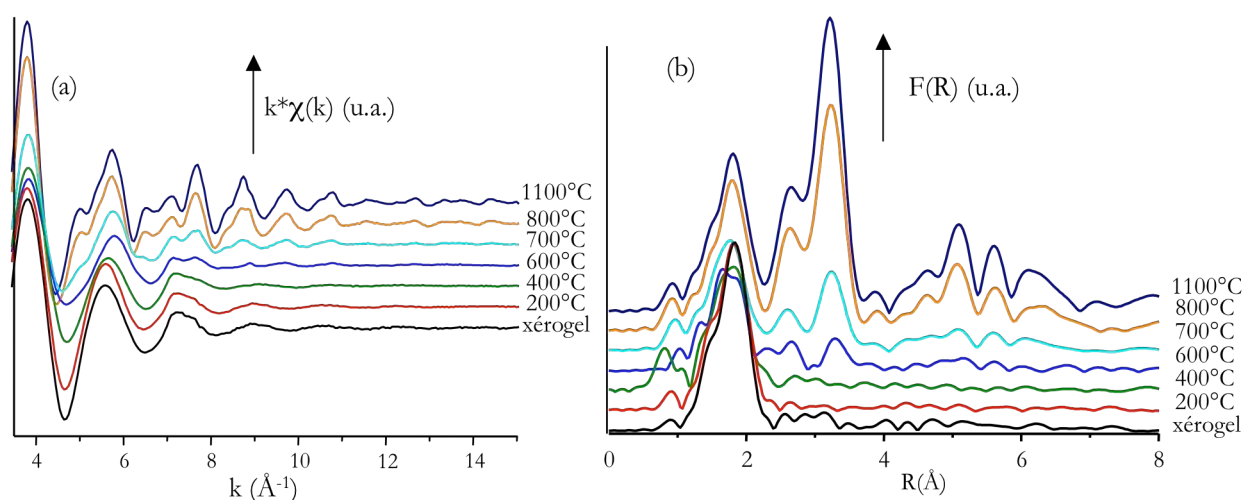 (a)
k*χ(k) (u.a.)
1100°C
800°C
700°C
600°C
400°C
200°C
xérogel
4 6 8 10 12 14
k (Å-1)
(b)
F(R) (u.a.)
1100°C
800°C
700°C
600°C
400°C
200°C
xérogel
0 2 4 6 8
R(Å)